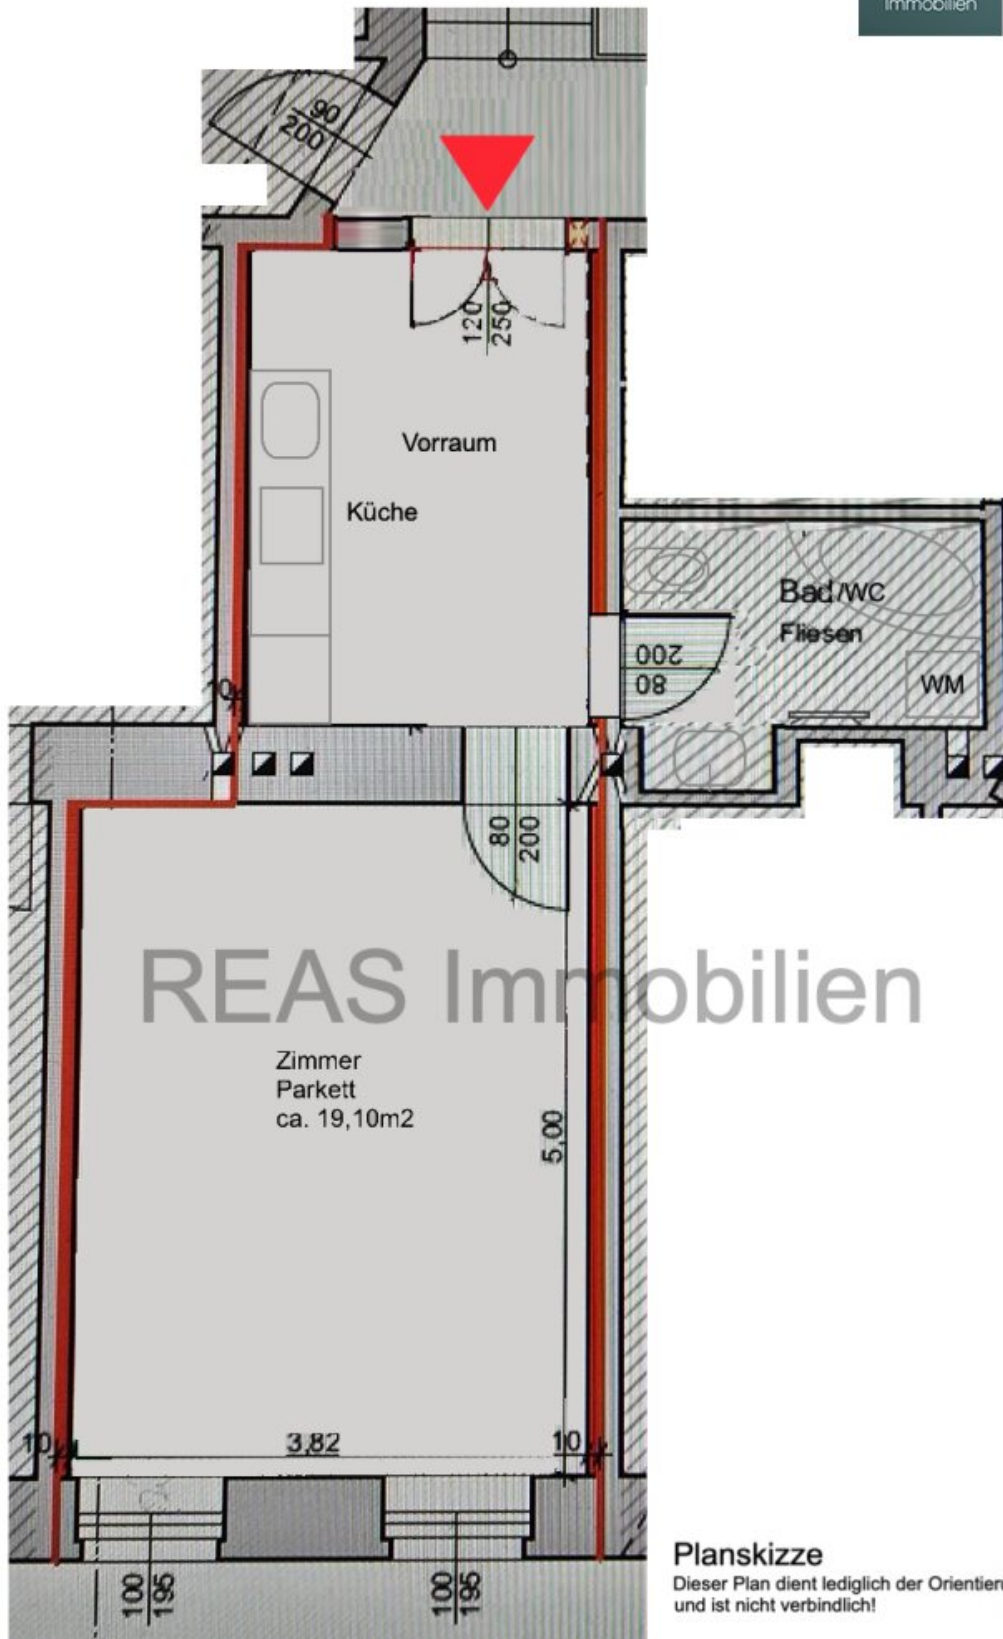 Immobilien
90
200
120
250
Vorraum
Küche
Bad/WC
Fliesen
80
200
WM
10
80
200
REAS Immobilien
Zimmer
Parkett
ca. 19,10m2
5,00
10
3,82
10
100
195
100
195
Planskizze
Dieser Plan dient lediglich der
und ist nicht verbindlich!